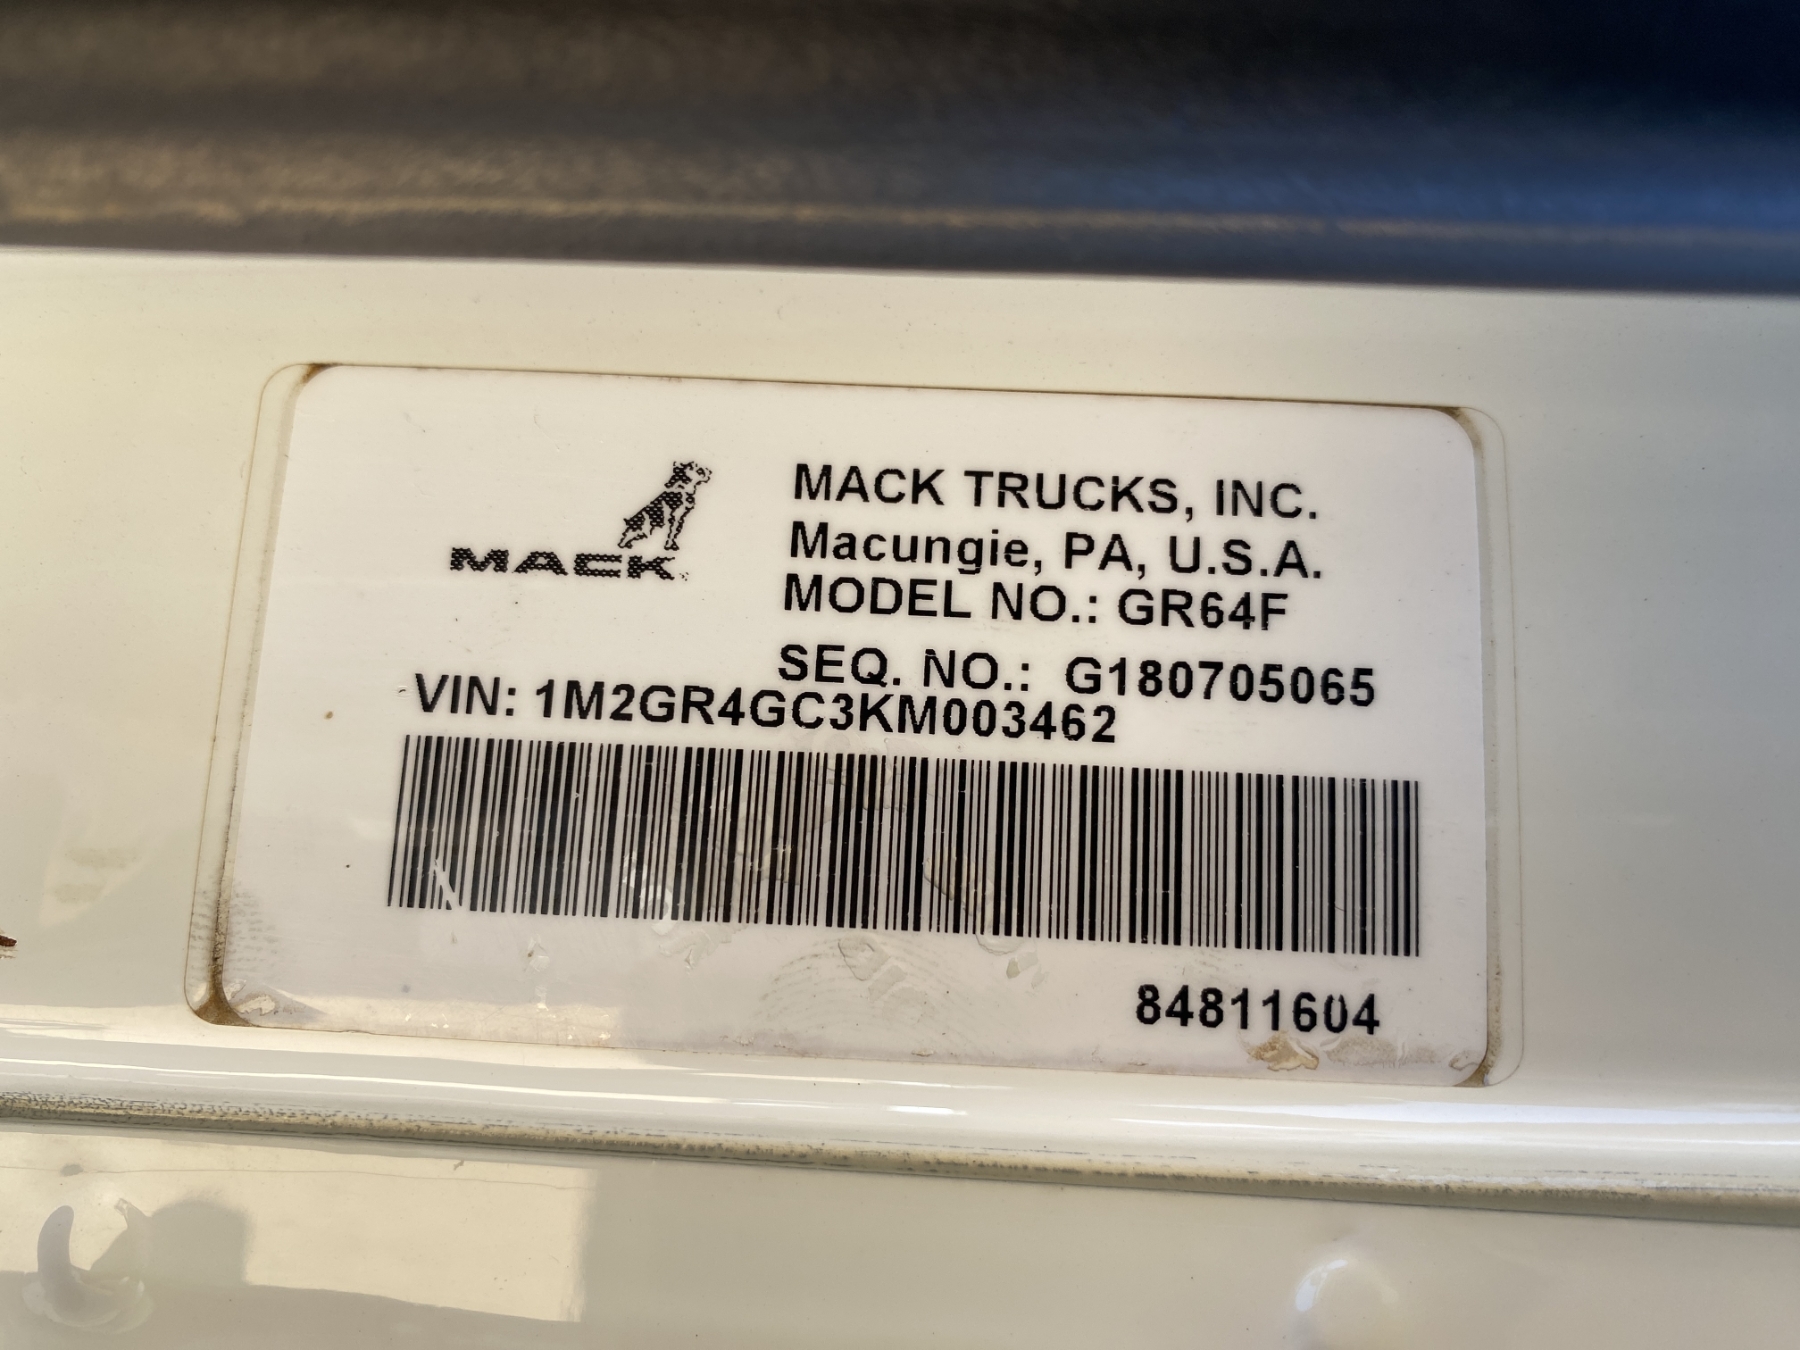 MACK
MACK TRUCKS, INC.
Macungie, PA, U.S.A.
MODEL NO.: GR64F
SEQ. NO.: G180705065
VIN: 1M2GR4GC3KM003462
84811604